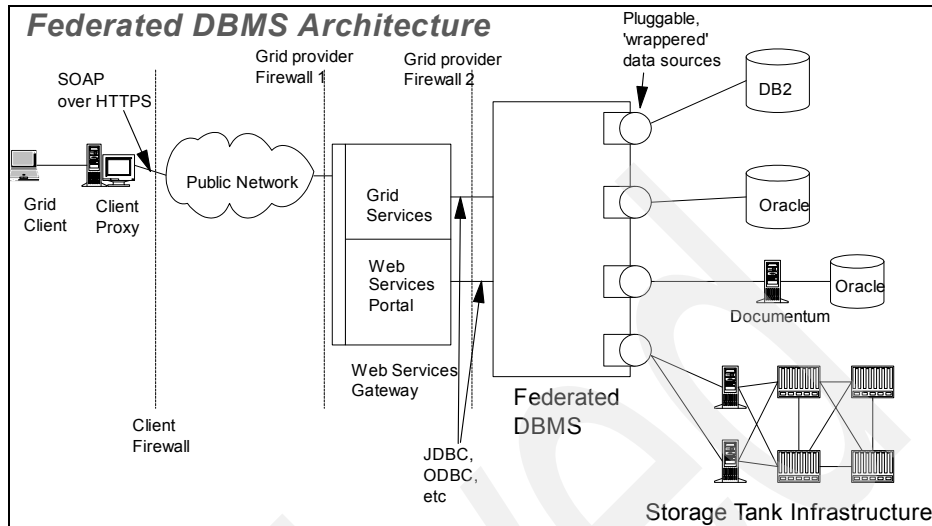 Federated DBMS Architecture
Pluggable,
'wrappered'
data sources
Grid provider
Firewall 1
Grid provider
Firewall 2
SOAP
over HTTPS
DB2
Public Network
Grid
Client
Client
Proxy
Grid
Services
Oracle
Web
Services
Portal
Oracle
Documentum
Web Services
Gateway
Federated
DBMS
Client
Firewall
JDBC,
ODBC,
etc
Storage Tank Infrastructure